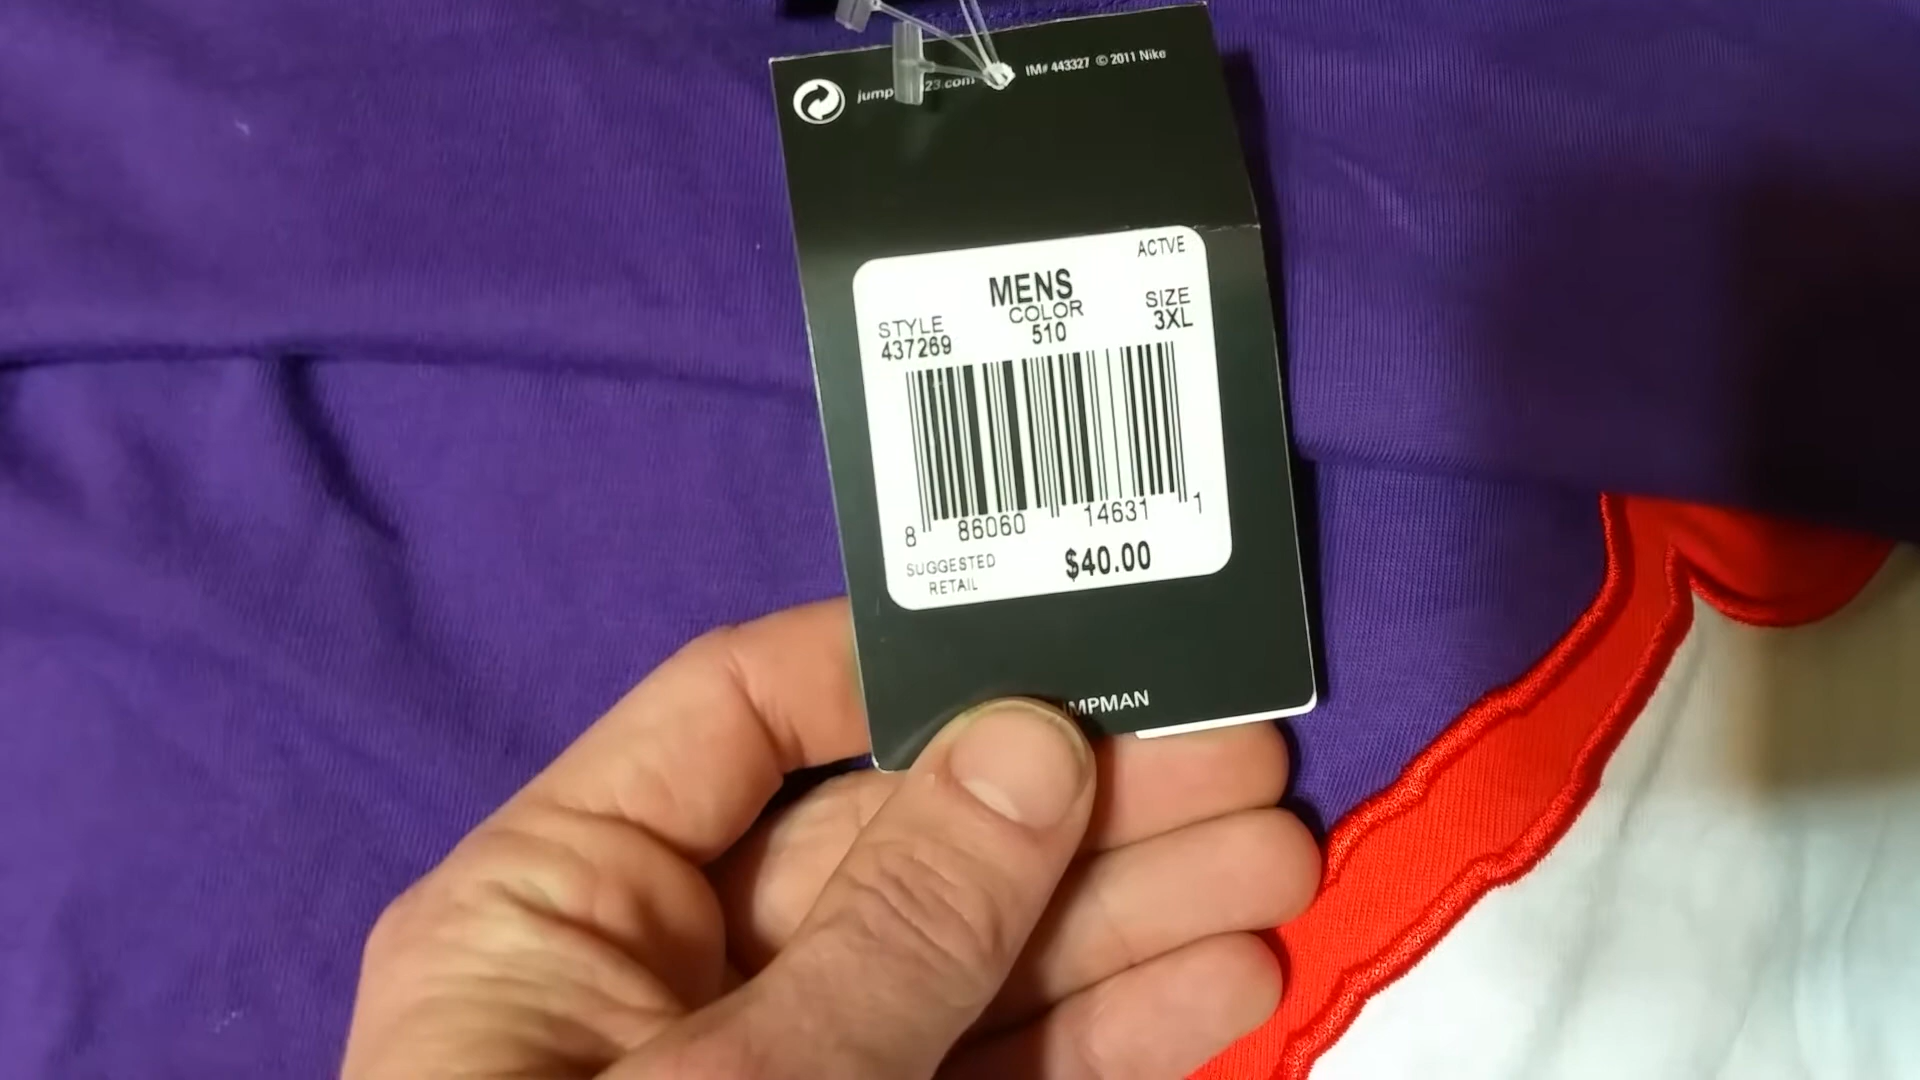 IM# 443327 © 2011 Nike
ACTVE
MENS
STYLE COLOR SIZE
437269 510 3XL
8 86060 14631 1
SUGGESTED RETAIL $40.00